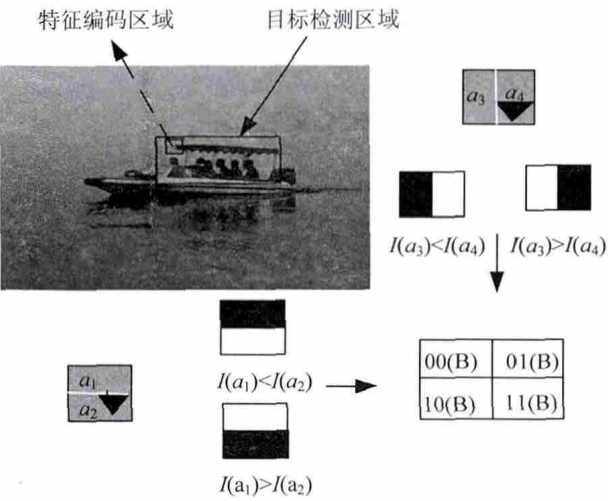 特征编码区域
目标检测区域
a₃ a₄
I(a₃)<I(a₄) I(a₃)>I(a₄)
a₁
a₂
I(a₁)<I(a₂)
I(a₁)>I(a₂)
00(B) 01(B)
10(B) 11(B)